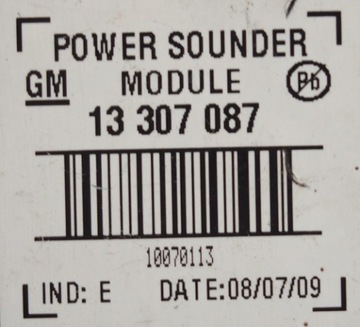 POWER SOUNDER
GM MODULE Pb
13 307 087
10070113
IND: E DATE:08/07/09